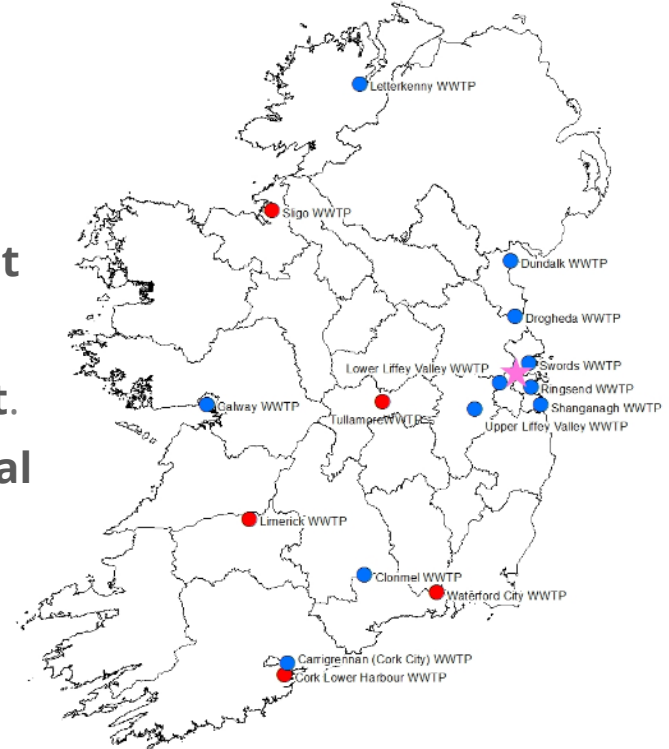 Letterkenny WWTP
Sligo WWTP
t
Dundalk WWTP
Drogheda WWTP
Lower Liffey Valley WWTP
Swords WWTP
Ringsend WWTP
t.
Galway WWTP
Shanganagh WWTP
TullamoreWWTP
Upper Liffey Valley WWTP
al
Limerick WWTP
Clonmel WWTP
Waterford City WWTP
Carrigrennan (Cork City) WWTP
Cork Lower Harbour WWTP